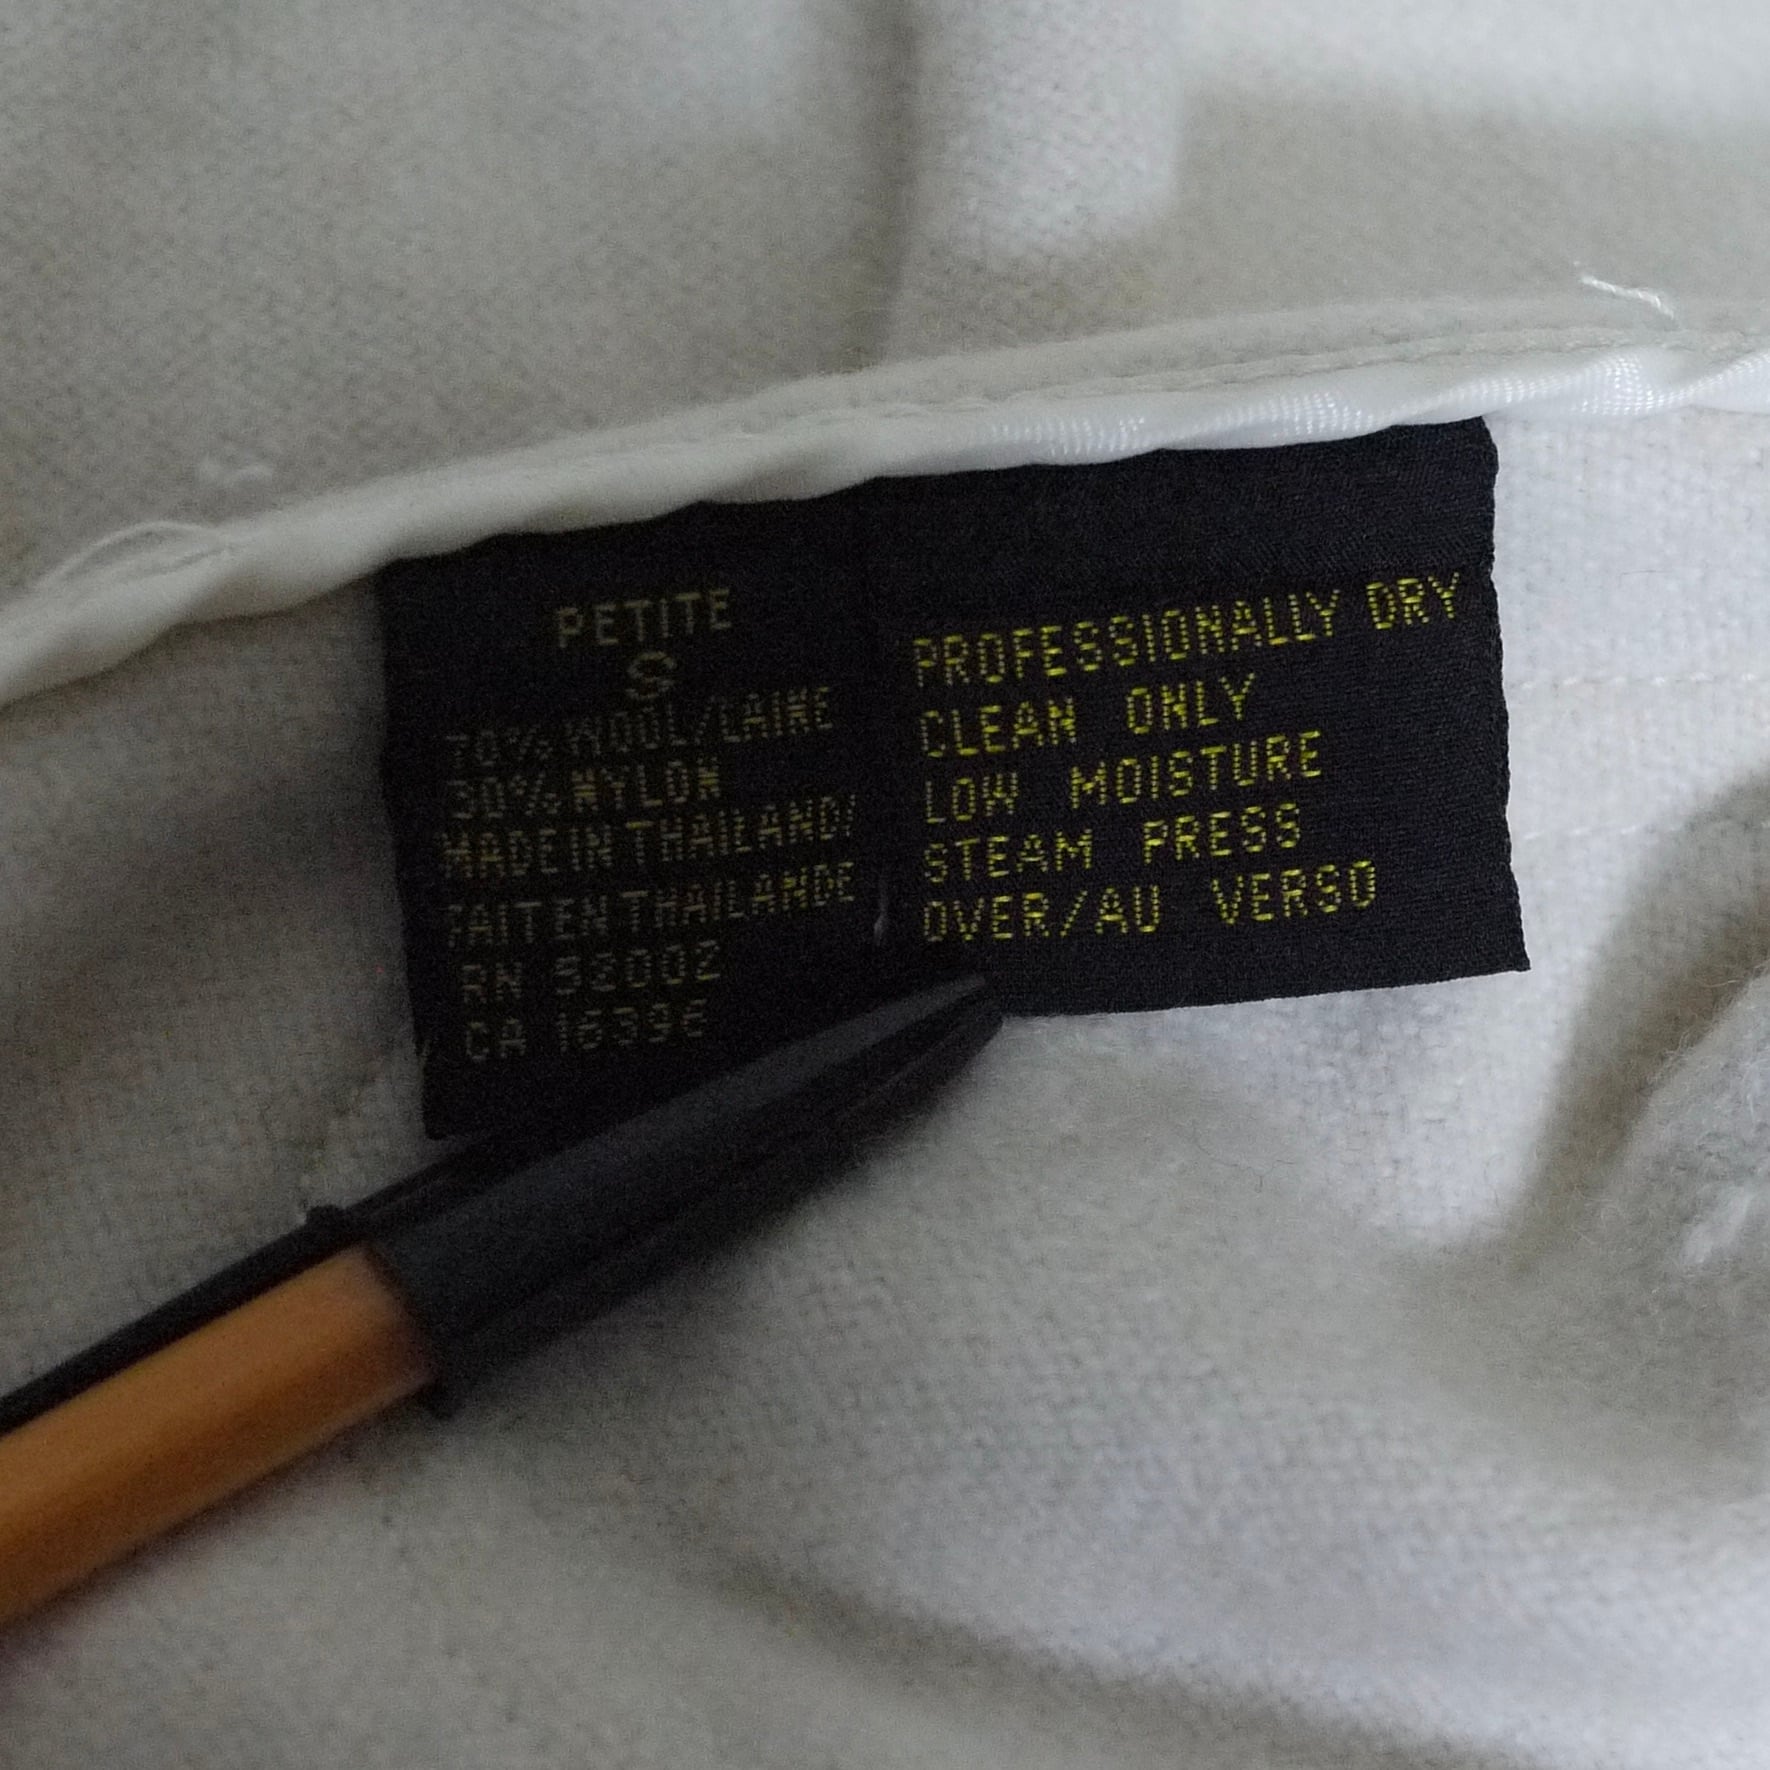 PETITE
S
70% WOOL/LAINE
30% NYLON
MADE IN THAILAND/
FAIT EN THAILANDE
RN 52002
CA 16396
PROFESSIONALLY DRY
CLEAN ONLY
LOW MOISTURE
STEAM PRESS
OVER/AU VERSO